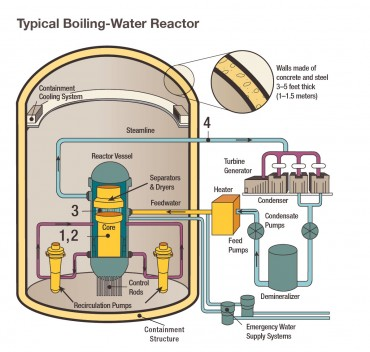 Typical Boiling-Water Reactor
Walls made of
concrete and steel
3–5 feet thick
(1–1.5 meters)
Containment
Cooling System
4
Steamline
Reactor Vessel
Turbine
Generator
Separators
& Dryers
Heater
Condenser
Feedwater
3
Core
Condensate
Pumps
1,2
Feed
Pumps
Control
Rods
Demineralizer
Recirculation Pumps
Containment
Structure
Emergency Water
Supply Systems